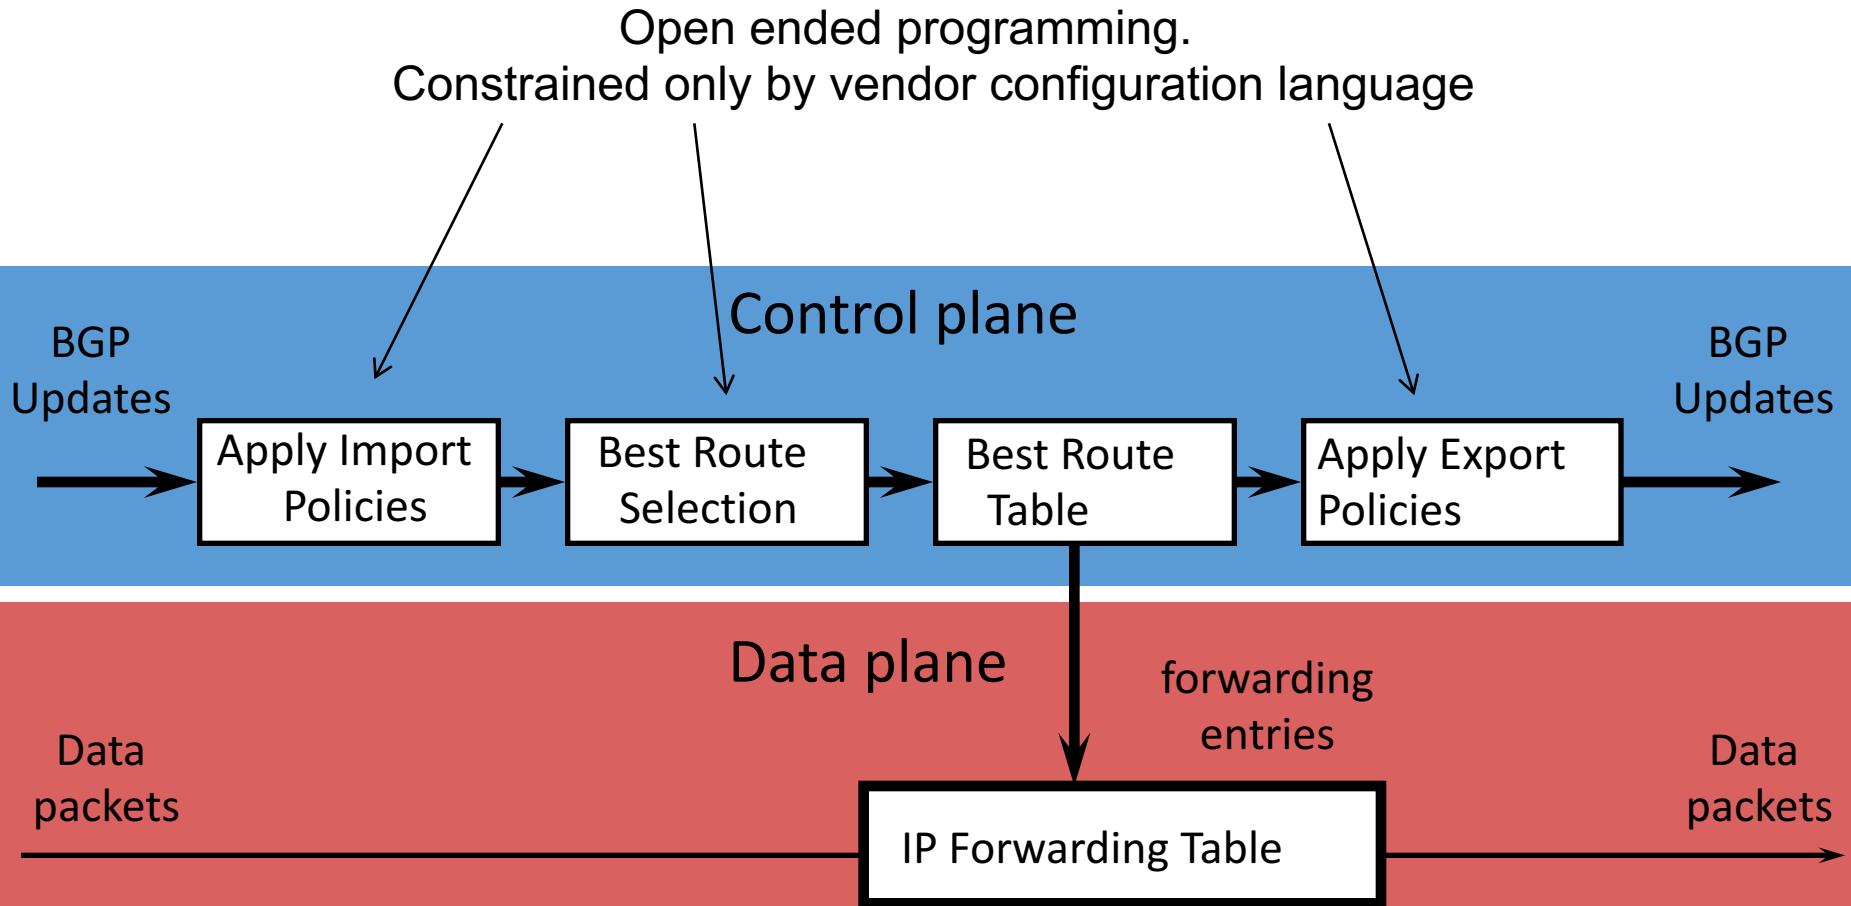 Open ended programming.
Constrained only by vendor configuration language
Control plane
BGP
Updates
BGP
Updates
Apply Import
Policies
Best Route
Selection
Best Route
Table
Apply Export
Policies
Data plane
forwarding
entries
Data
packets
Data
packets
IP Forwarding Table